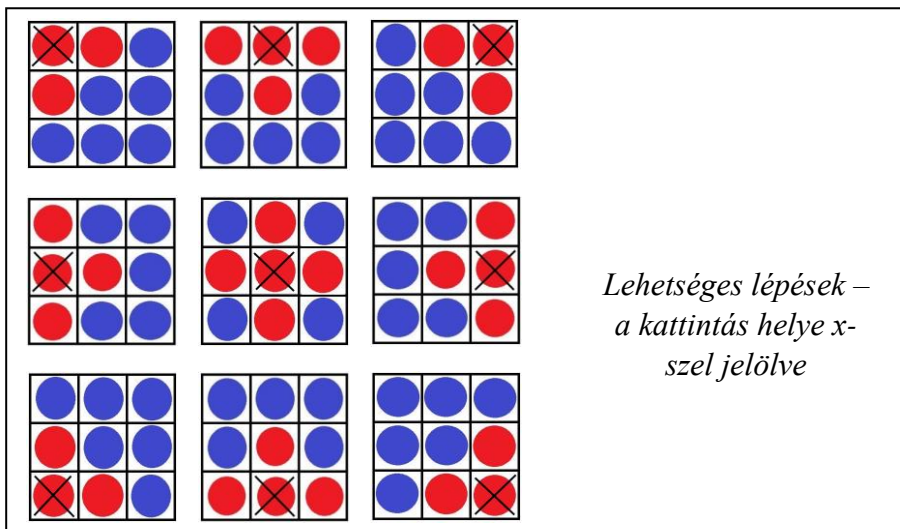 Lehetséges lépések –
a kattintás helye x-
szel jelölve